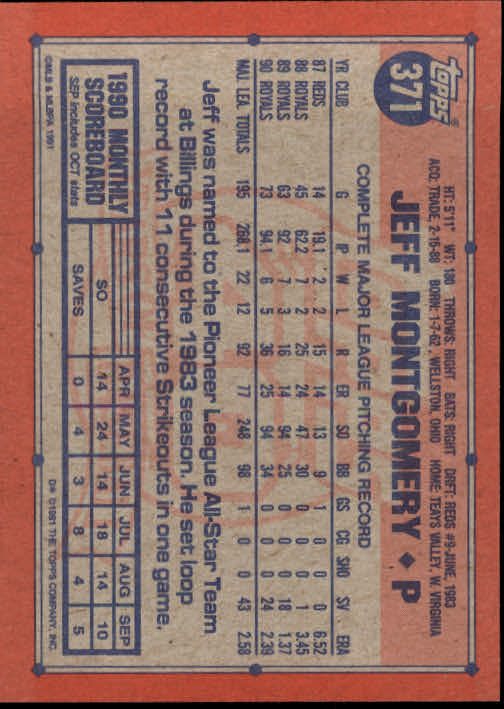 topps
371
HT: 5'11" WT: 180 THROWS: RIGHT BATS: RIGHT DRFT: REDS #9-JUNE, 1983
ACQ: TRADE, 2-15-88 BORN: 1-7-62, WELLSTON, OHIO HOME: TEAYS VALLEY, W. VIRGINIA
JEFF MONTGOMERY ♦ P
COMPLETE MAJOR LEAGUE PITCHING RECORD
YR CLUB G IP W L R ER SO BB GS CG SHO SV ERA
87 REDS 14 19.1 2 2 15 14 13 9 1 0 0 0 6.52
88 ROYALS 45 62.2 7 2 25 24 47 30 0 0 0 1 3.45
89 ROYALS 63 92 7 3 16 14 94 25 0 0 0 18 1.37
90 ROYALS 73 94.1 6 5 36 25 94 34 0 0 0 24 2.39
MAJ. LEA. TOTALS 195 268.1 22 12 92 77 248 98 1 0 0 43 2.58
Jeff was named to the Pioneer League All-Star Team
at Billings during the 1983 season. He set loop
record with 11 consecutive Strikeouts in one game.
1990 MONTHLY
SCOREBOARD
SEP includes OCT stats
APR MAY JUN JUL AUG SEP
SO 14 24 14 18 14 10
SAVES 0 4 3 8 4 5
©MLB & MLBPA 1991
D* ©1991 THE TOPPS COMPANY, INC.